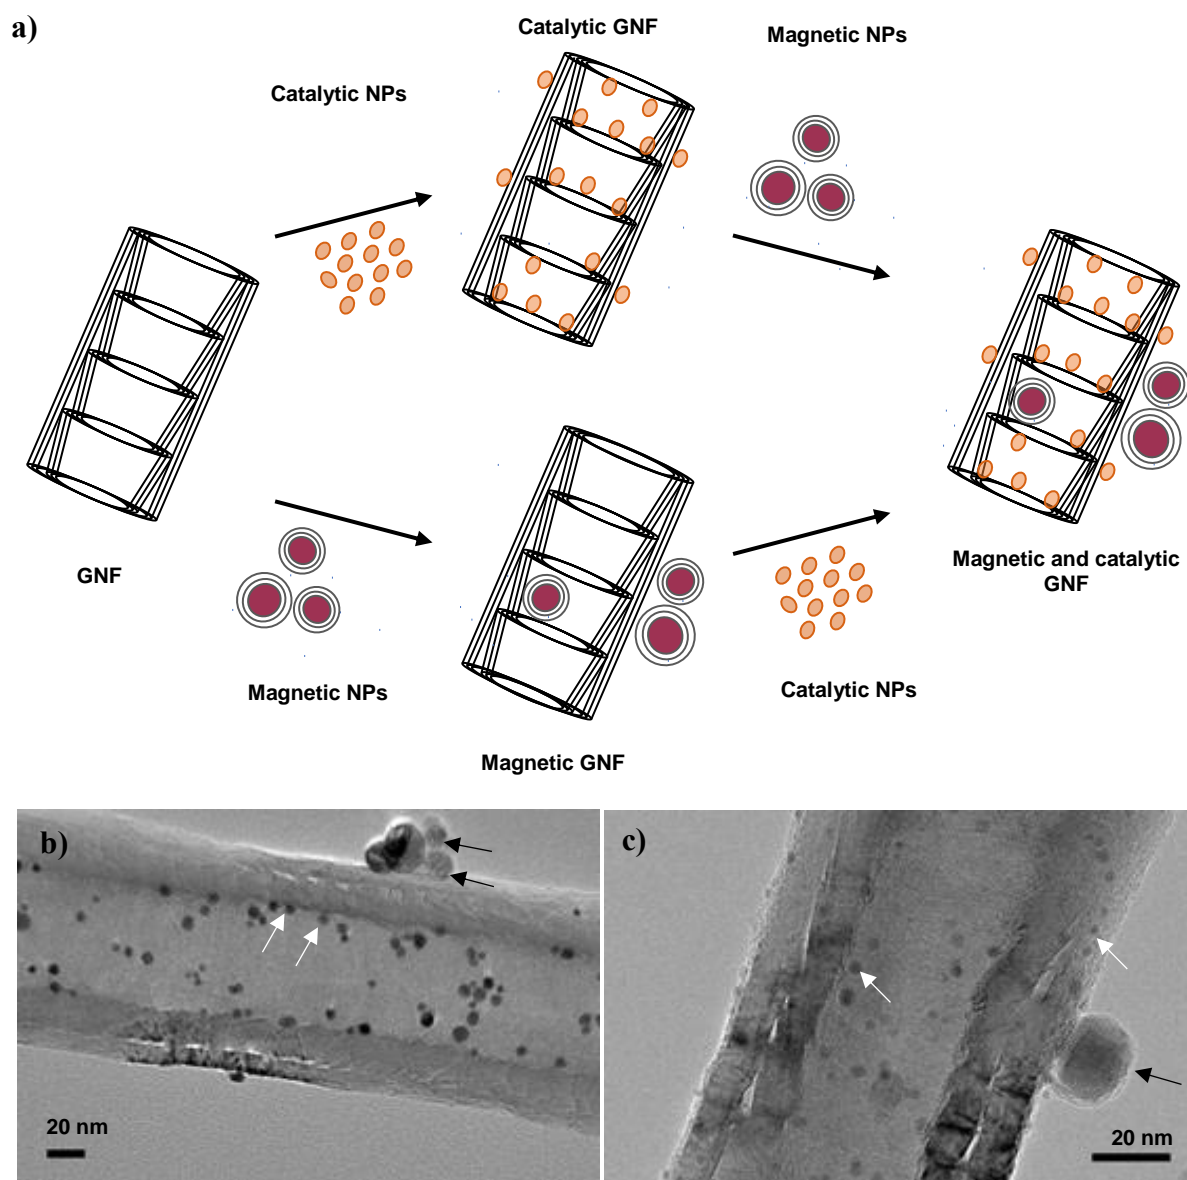 a)
Catalytic GNF
Magnetic NPs
Catalytic NPs
GNF
Magnetic NPs
Magnetic GNF
Catalytic NPs
Magnetic and catalytic
GNF
b)
20 nm
c)
20 nm